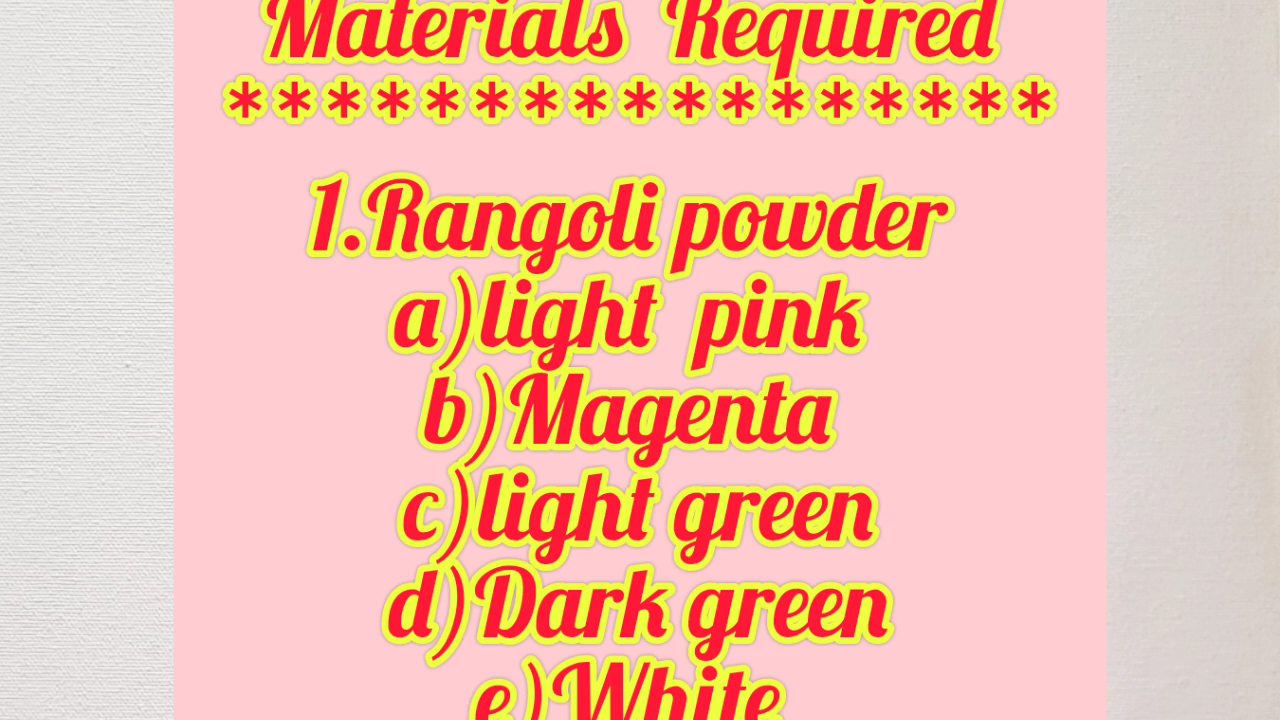 Materials Required
*****************
1.Rangoli powder
a)light pink
b)Magenta
c)light green
d)Dark green
e)White